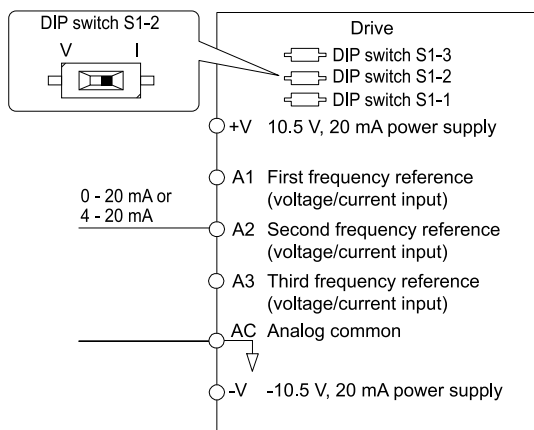 DIP switch S1-2
V I
Drive
DIP switch S1-3
DIP switch S1-2
DIP switch S1-1
+V 10.5 V, 20 mA power supply
A1 First frequency reference
(voltage/current input)
0 - 20 mA or
4 - 20 mA
A2 Second frequency reference
(voltage/current input)
A3 Third frequency reference
(voltage/current input)
AC Analog common
-V -10.5 V, 20 mA power supply